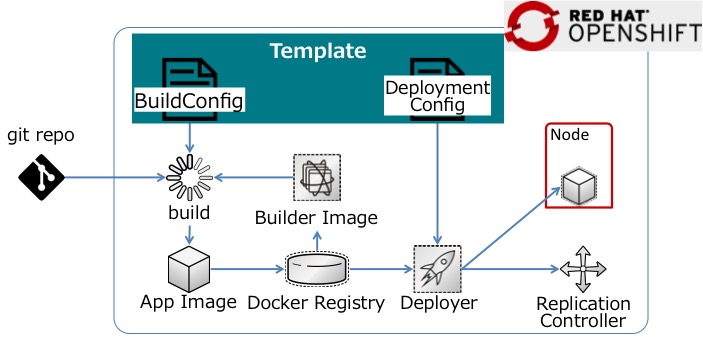 RED HAT®
OPENSHIFT
Template
BuildConfig
Deployment
Config
git repo
Node
build
Builder Image
App Image
Docker Registry
Deployer
Replication
Controller